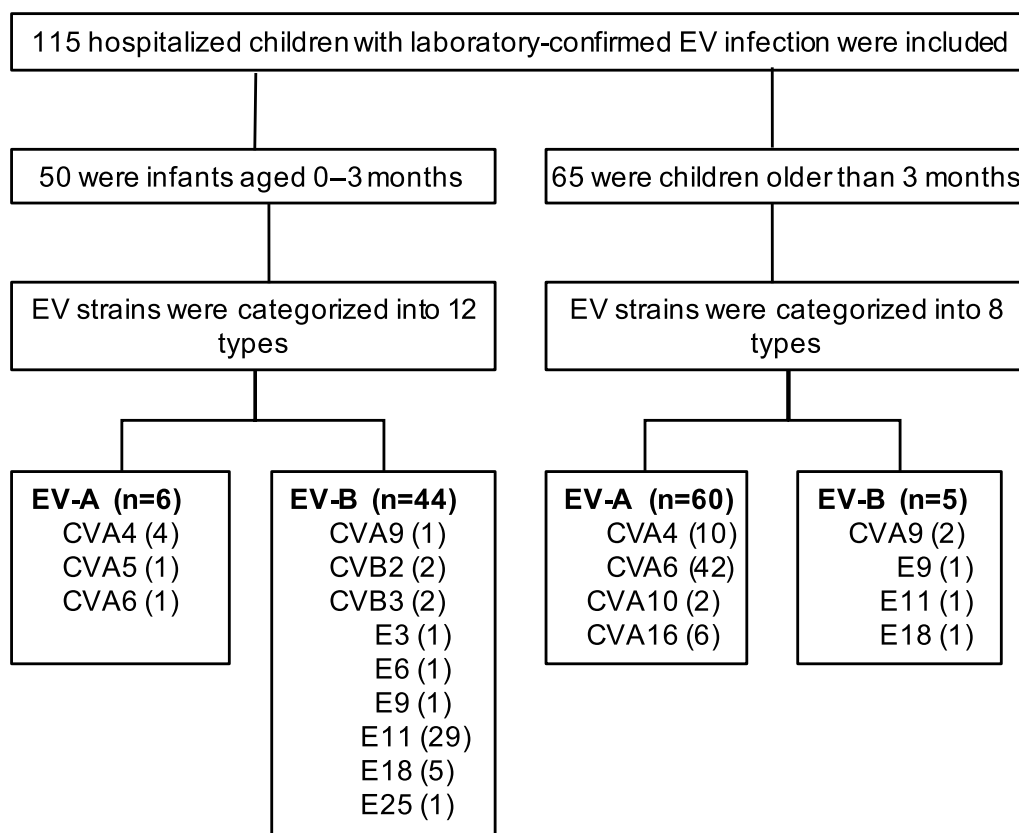 115 hospitalized children with laboratory-confirmed EV infection were included
50 were infants aged 0–3 months
65 were children older than 3 months
EV strains were categorized into 12
types
EV strains were categorized into 8
types
EV-A (n=6)
CVA4 (4)
CVA5 (1)
CVA6 (1)
EV-B (n=44)
CVA9 (1)
CVB2 (2)
CVB3 (2)
E3 (1)
E6 (1)
E9 (1)
E11 (29)
E18 (5)
E25 (1)
EV-A (n=60)
CVA4 (10)
CVA6 (42)
CVA10 (2)
CVA16 (6)
EV-B (n=5)
CVA9 (2)
E9 (1)
E11 (1)
E18 (1)